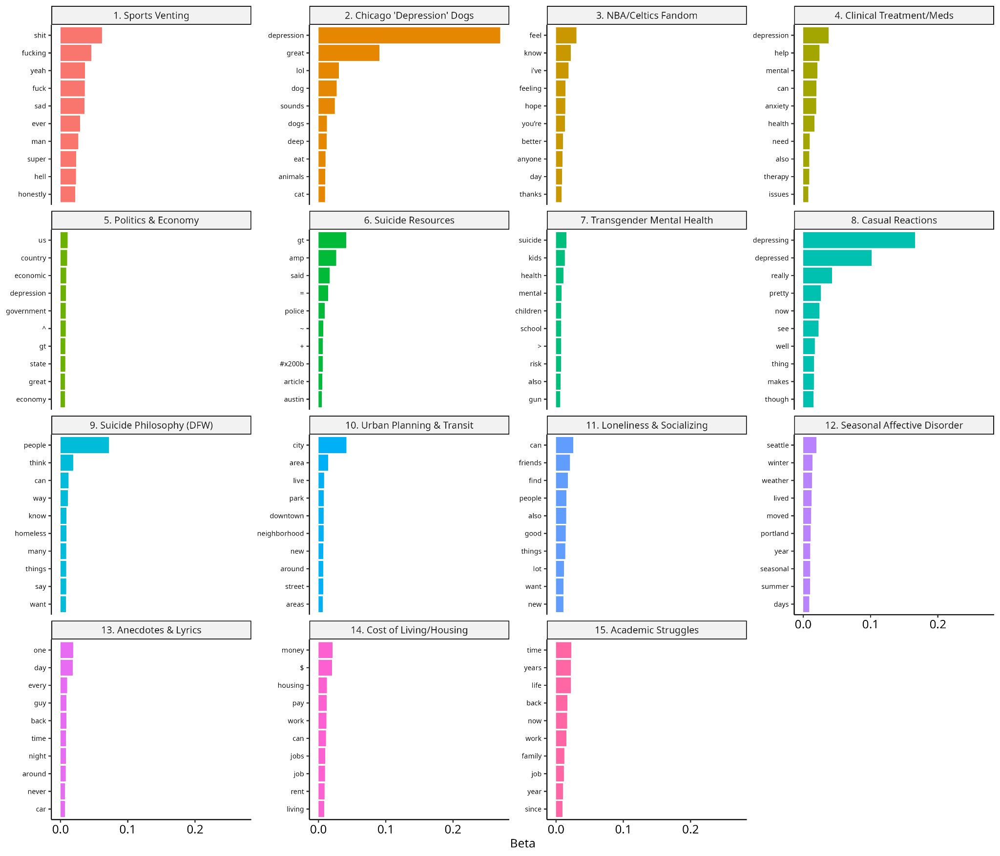 1. Sports Venting
shit
fucking
yeah
fuck
sad
ever
man
super
hell
honestly
2. Chicago 'Depression' Dogs
depression
great
lol
dog
sounds
dogs
deep
eat
animals
cat
3. NBA/Celtics Fandom
feel
know
i've
feeling
hope
you’re
better
anyone
day
thanks
4. Clinical Treatment/Meds
depression
help
mental
can
anxiety
health
need
also
therapy
issues
5. Politics & Economy
us
country
economic
depression
government
^
gt
state
great
economy
6. Suicide Resources
gt
amp
said
=
police
~
+
#x200b
article
austin
7. Transgender Mental Health
suicide
kids
health
mental
children
school
>
risk
also
gun
8. Casual Reactions
depressing
depressed
really
pretty
now
see
well
thing
makes
though
9. Suicide Philosophy (DFW)
people
think
can
way
know
homeless
many
things
say
want
10. Urban Planning & Transit
city
area
live
park
downtown
neighborhood
new
around
street
areas
11. Loneliness & Socializing
can
friends
find
people
also
good
things
lot
want
new
12. Seasonal Affective Disorder
seattle
winter
weather
lived
moved
portland
year
seasonal
summer
days
0.0 0.1 0.2
13. Anecdotes & Lyrics
one
day
every
guy
back
time
night
around
never
car
0.0 0.1 0.2
14. Cost of Living/Housing
money
$
housing
pay
work
can
jobs
job
rent
living
0.0 0.1 0.2
15. Academic Struggles
time
years
life
back
now
work
family
job
year
since
0.0 0.1 0.2
Beta